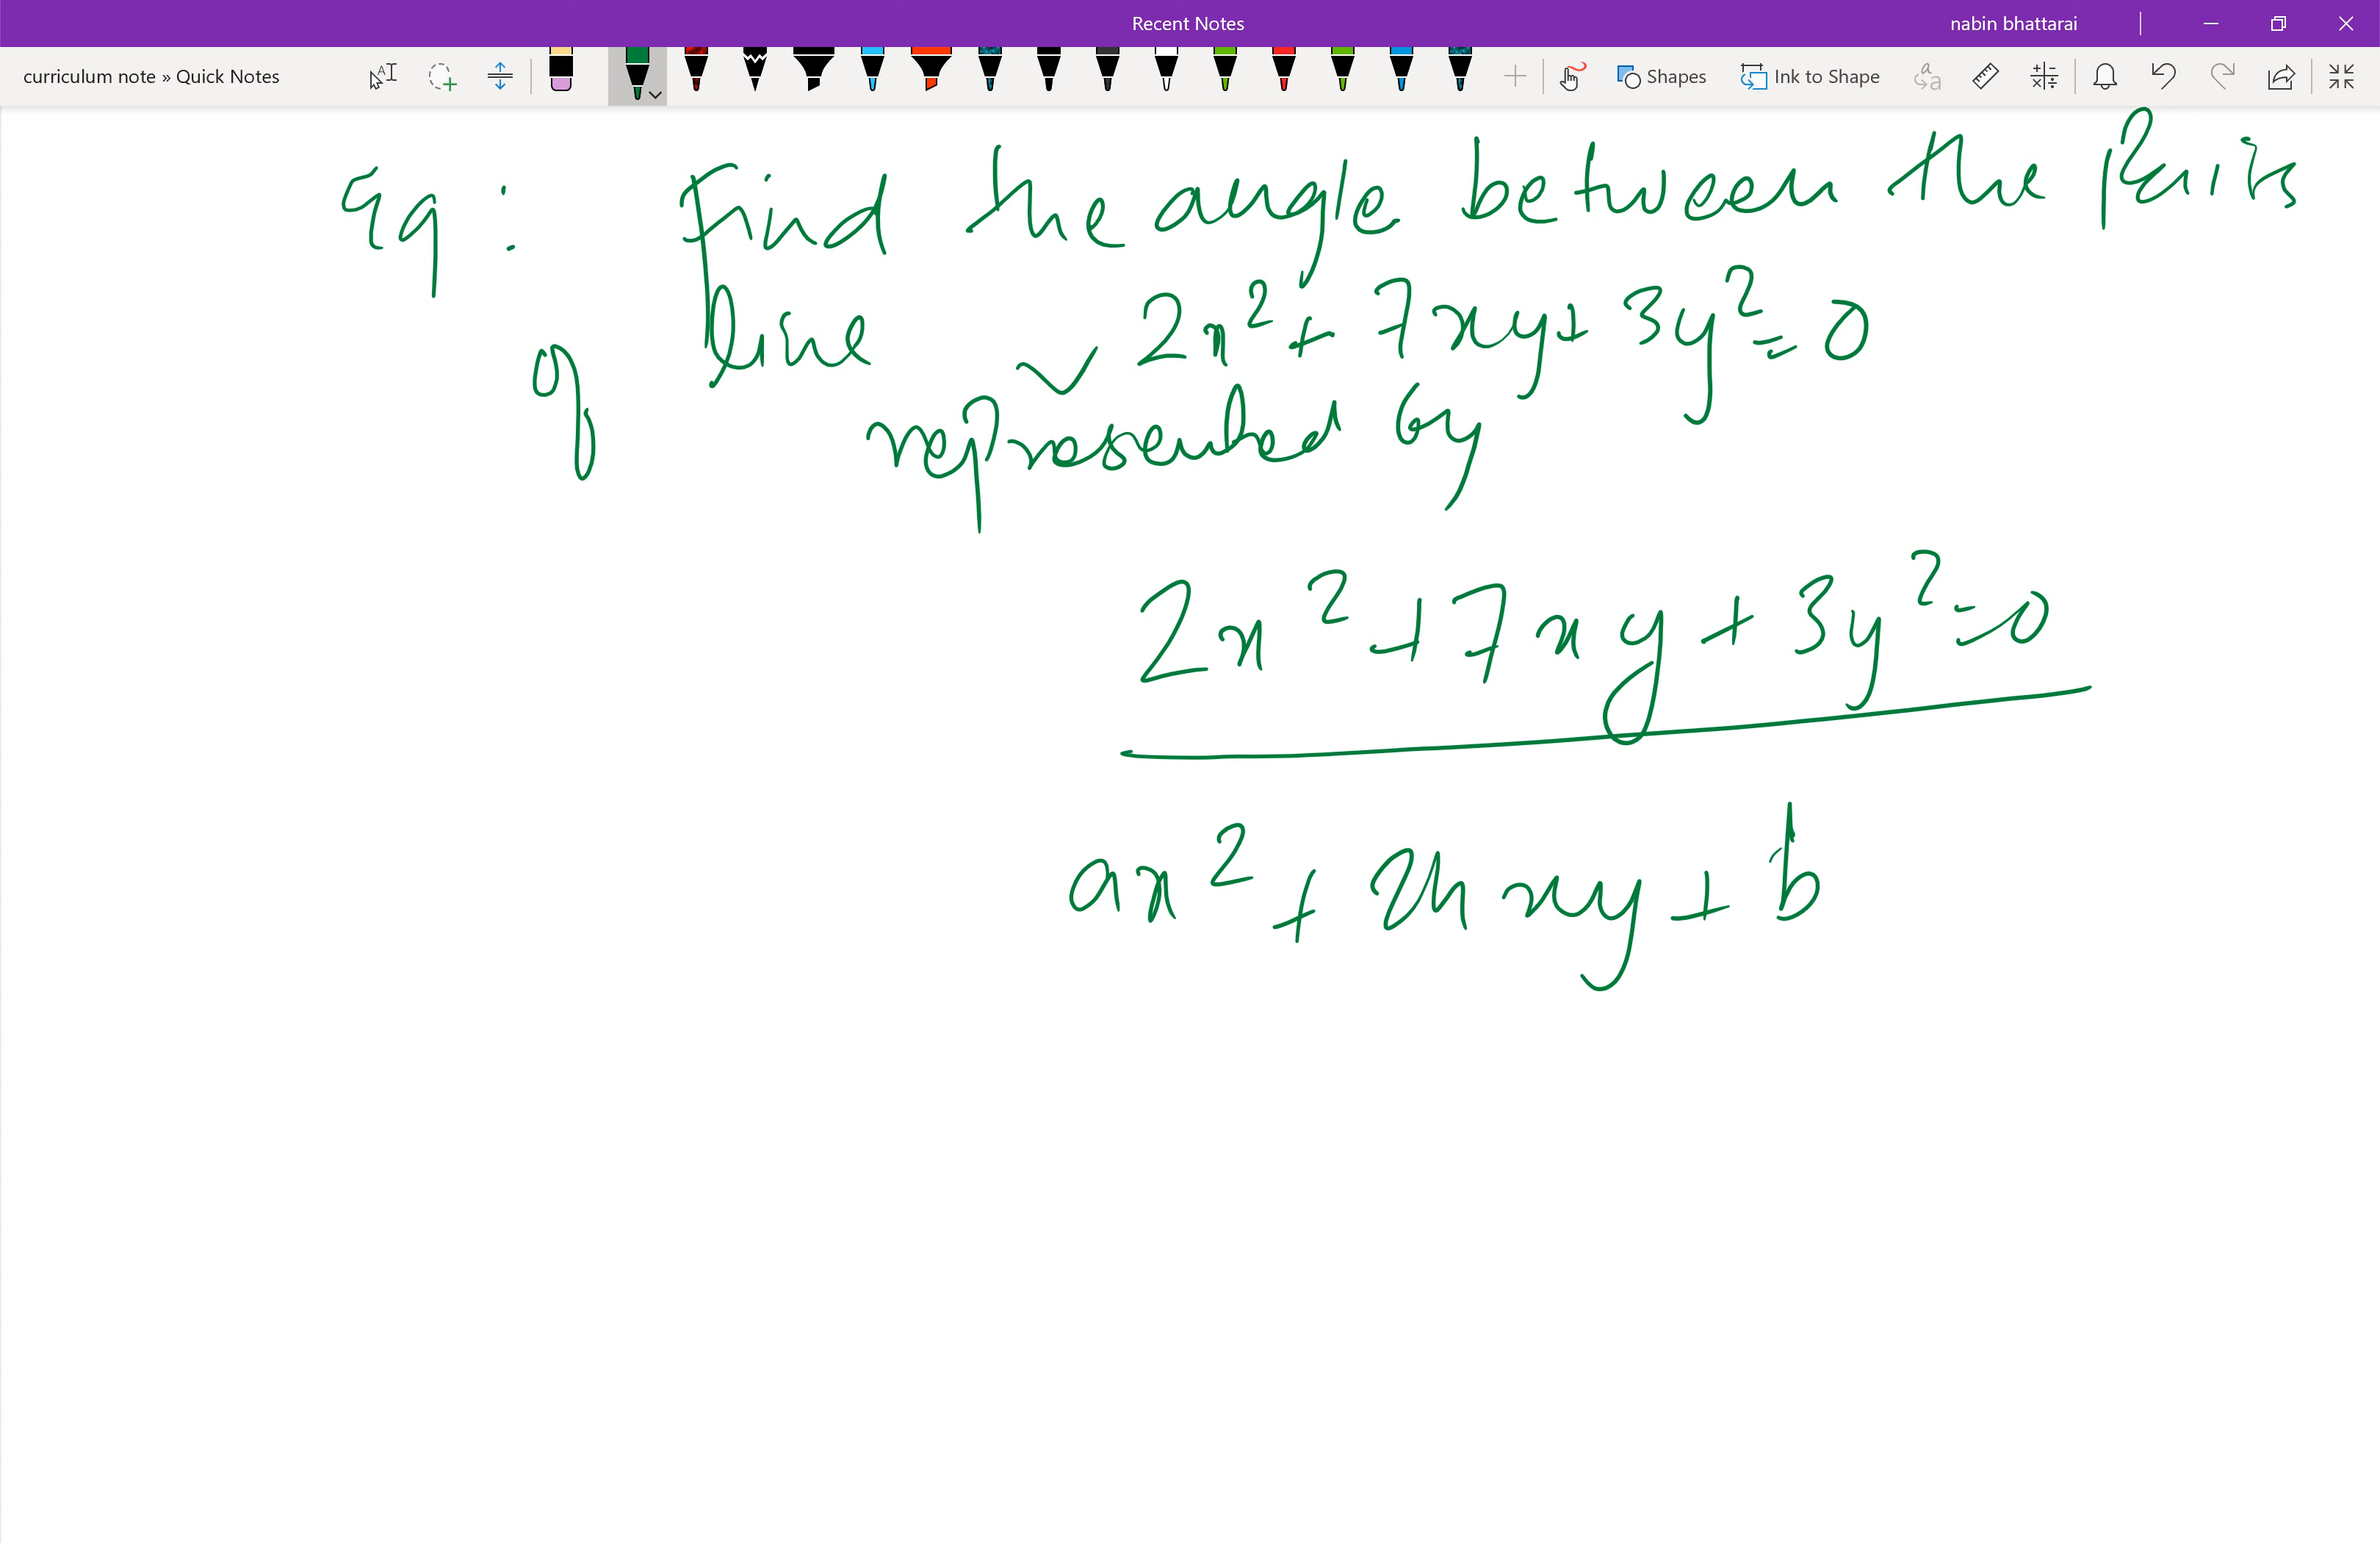 Recent Notes
nabin bhattarai
curriculum note » Quick Notes
Shapes
Ink to Shape
eq : Find the angle between the Pairs
of line 2x²+7xy+3y²=0
represented by
2x²+7xy+3y²=0
ax²+2hxy+b